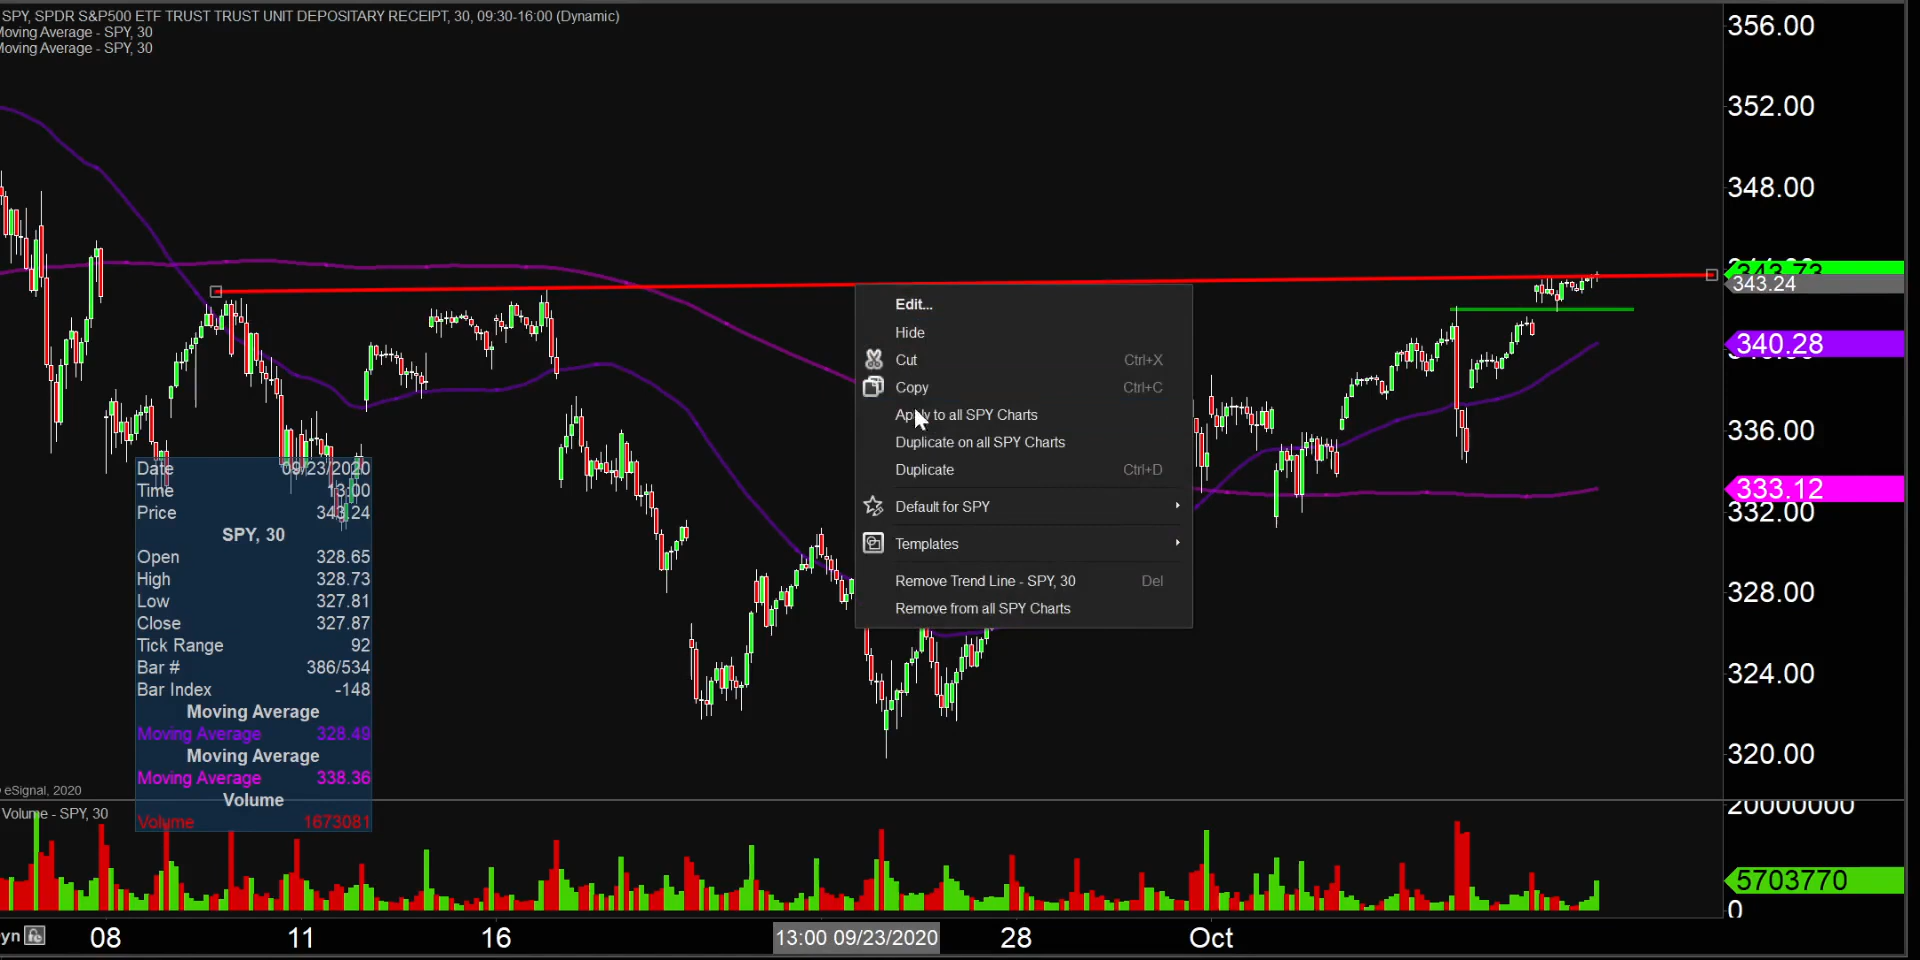 SPY, SPDR S&P500 ETF TRUST TRUST UNIT DEPOSITARY RECEIPT, 30, 09:30-16:00 (Dynamic)
Moving Average - SPY, 30
Moving Average - SPY, 30
356.00
352.00
348.00
343.73
343.24
340.28
336.00
333.12
332.00
328.00
324.00
320.00
Edit...
Hide
Cut Ctrl+X
Copy Ctrl+C
Apply to all SPY Charts
Duplicate on all SPY Charts
Duplicate Ctrl+D
Default for SPY
Templates
Remove Trend Line - SPY, 30 Del
Remove from all SPY Charts
Date 09/23/2020
Time 13:00
Price 343.24
SPY, 30
Open 328.65
High 328.73
Low 327.81
Close 327.87
Tick Range 92
Bar # 386/534
Bar Index -148
Moving Average
Moving Average 328.49
Moving Average
Moving Average 338.36
Volume
Volume 1673081
eSignal, 2020
Volume - SPY, 30
20000000
5703770
0
yn 08 11 16 13:00 09/23/2020 28 Oct